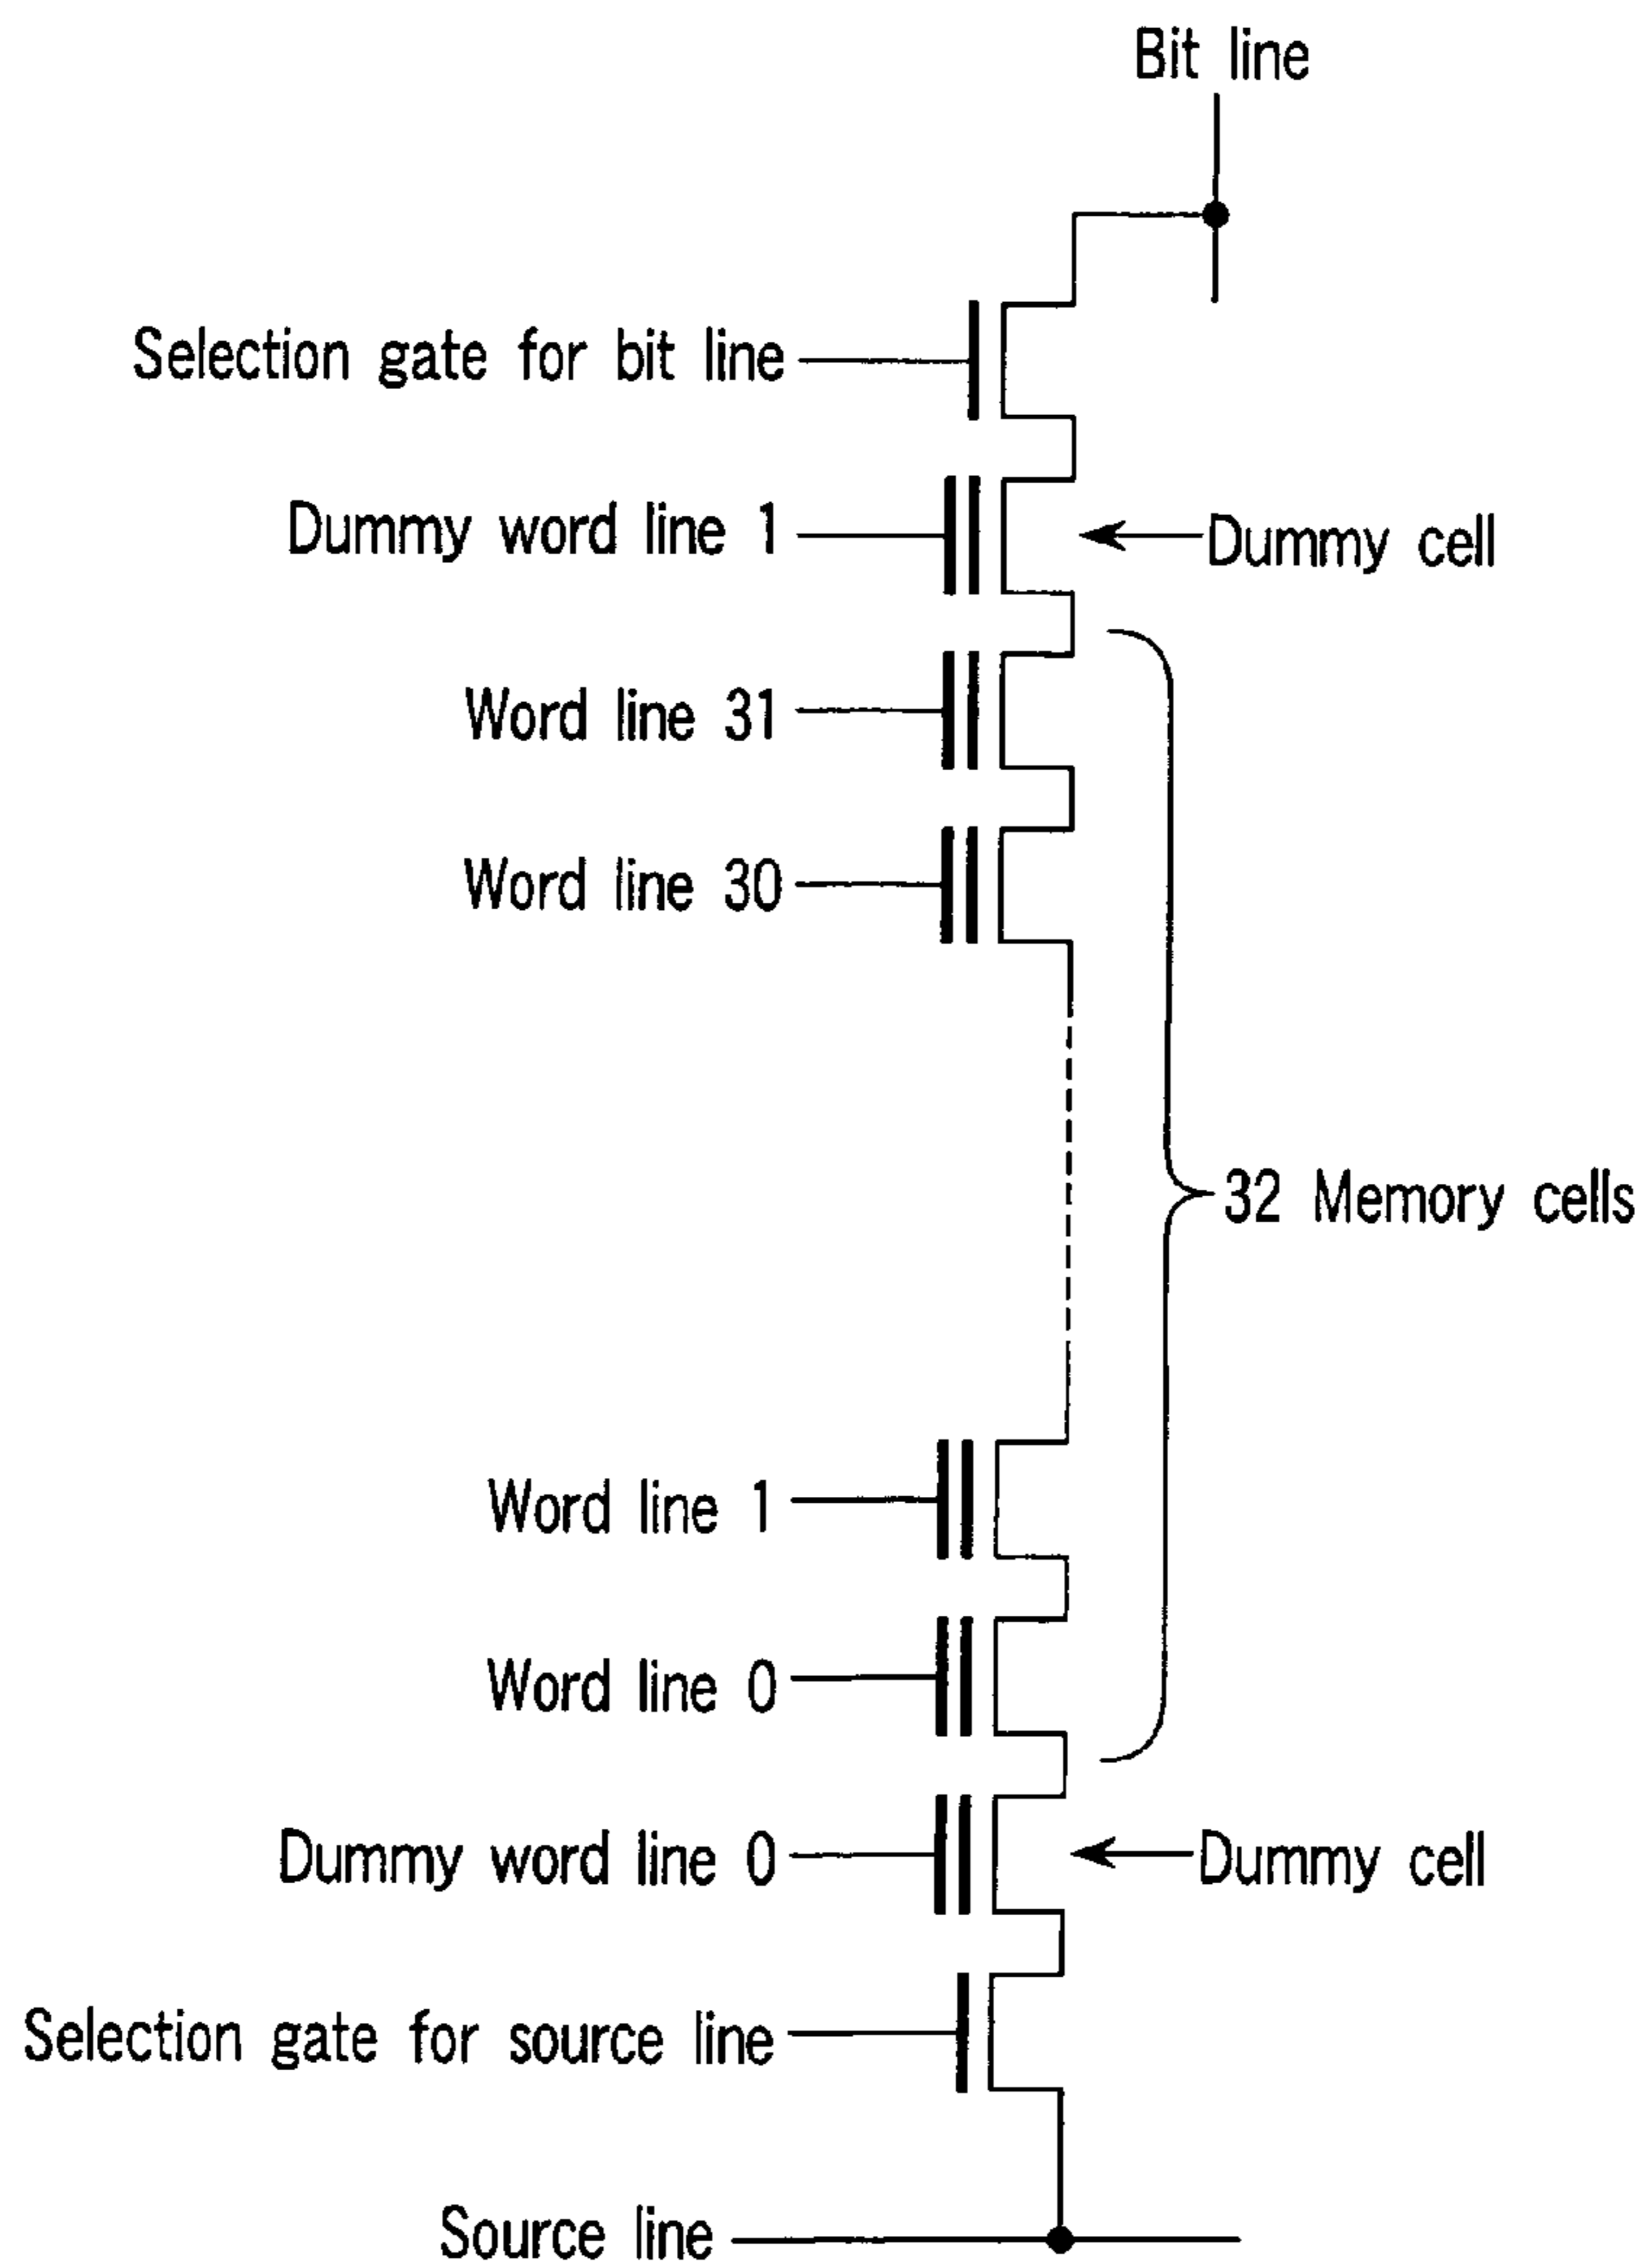 Bit line
Selection gate for bit line
Dummy word line 1
Dummy cell
Word line 31
Word line 30
32 Memory cells
Word line 1
Word line 0
Dummy word line 0
Dummy cell
Selection gate for source line
Source line